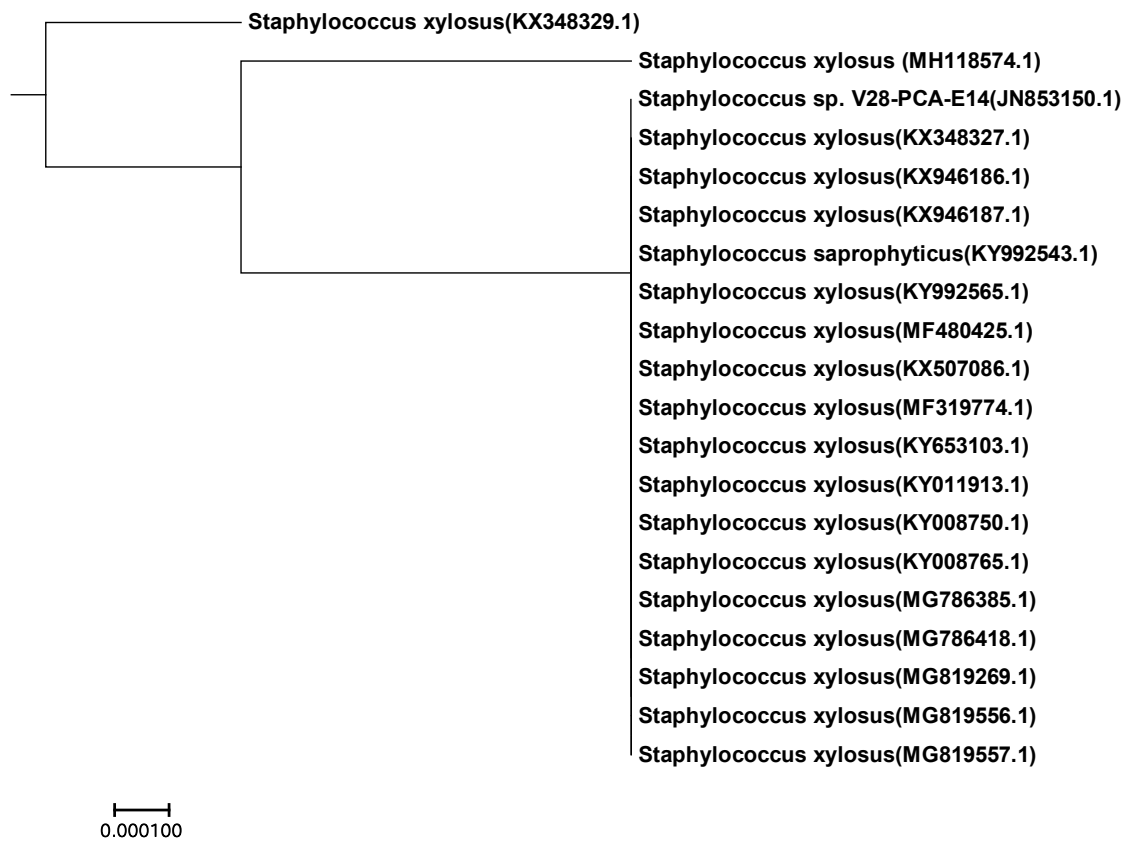 Staphylococcus xylosus(KX348329.1)
Staphylococcus xylosus (MH118574.1)
Staphylococcus sp. V28-PCA-E14(JN853150.1)
Staphylococcus xylosus(KX348327.1)
Staphylococcus xylosus(KX946186.1)
Staphylococcus xylosus(KX946187.1)
Staphylococcus saprophyticus(KY992543.1)
Staphylococcus xylosus(KY992565.1)
Staphylococcus xylosus(MF480425.1)
Staphylococcus xylosus(KX507086.1)
Staphylococcus xylosus(MF319774.1)
Staphylococcus xylosus(KY653103.1)
Staphylococcus xylosus(KY011913.1)
Staphylococcus xylosus(KY008750.1)
Staphylococcus xylosus(KY008765.1)
Staphylococcus xylosus(MG786385.1)
Staphylococcus xylosus(MG786418.1)
Staphylococcus xylosus(MG819269.1)
Staphylococcus xylosus(MG819556.1)
Staphylococcus xylosus(MG819557.1)
0.000100